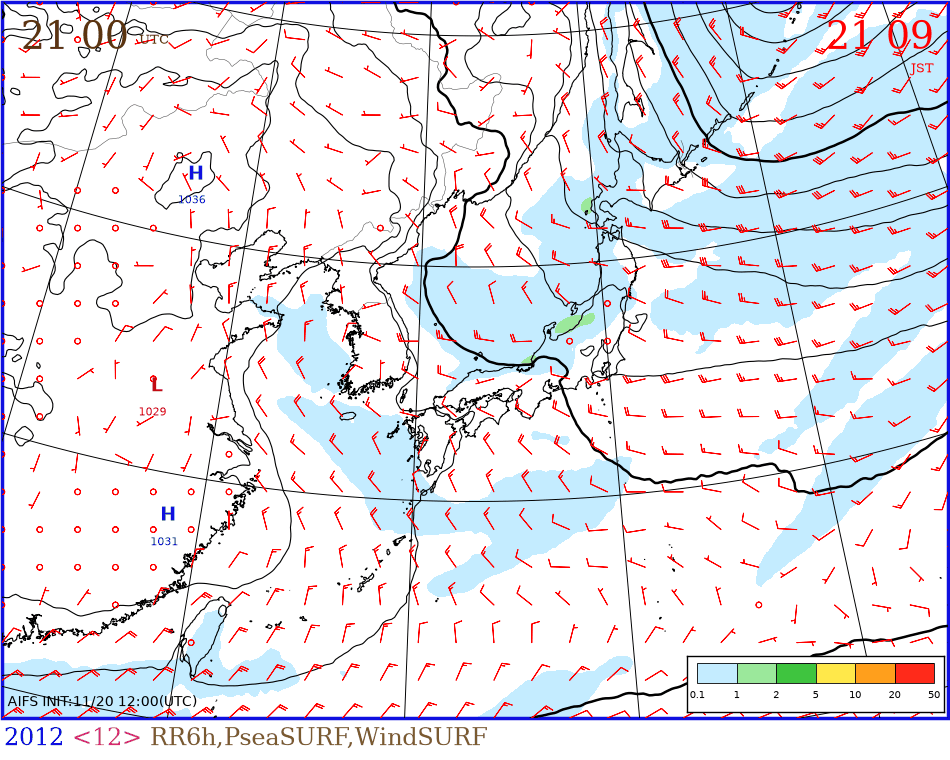 21 00 UTC
21 09
JST
H
1036
L
1029
H
1031
0.1 1 2 5 10 20 50
AIFS INIT:11/20 12:00(UTC)
2012 <12> RR6h,PseaSURF,WindSURF